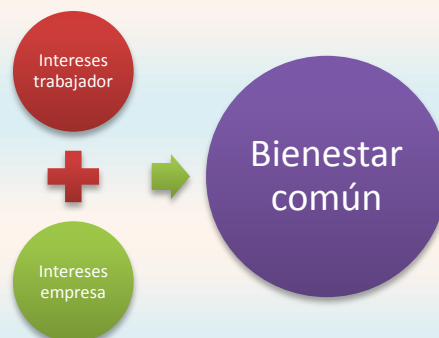 Intereses
trabajador
Bienestar
común
Intereses
empresa